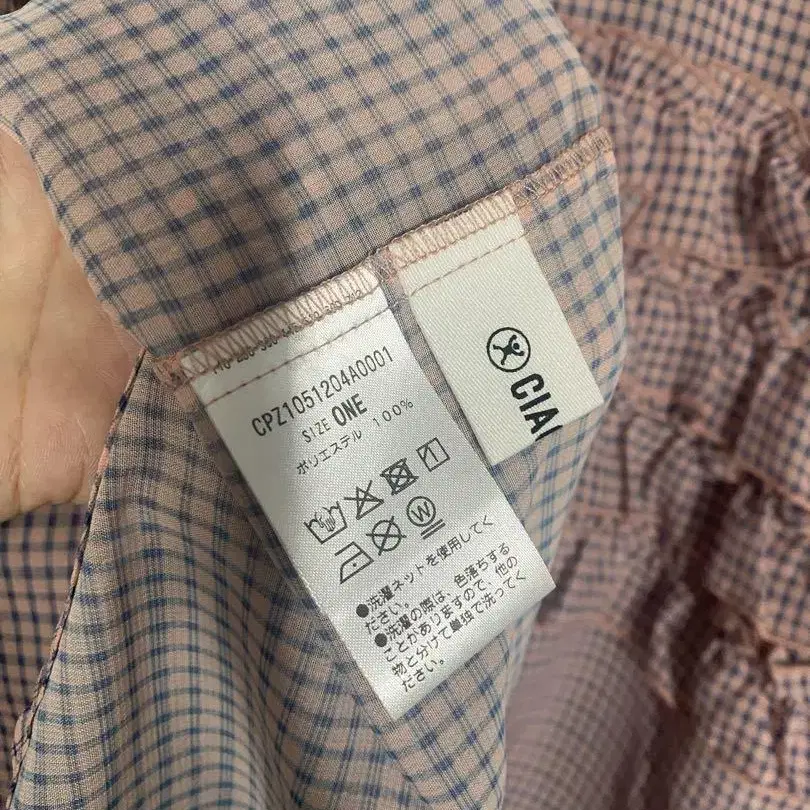 CPZ1051204A0001
SIZE ONE
ポリエステル 100%
W
●洗濯ネットを使用してく
ださい。
●洗濯の際は、色落ちする
ことがありますので、他の
物と分けて単独で洗ってく
ださい。
CIA